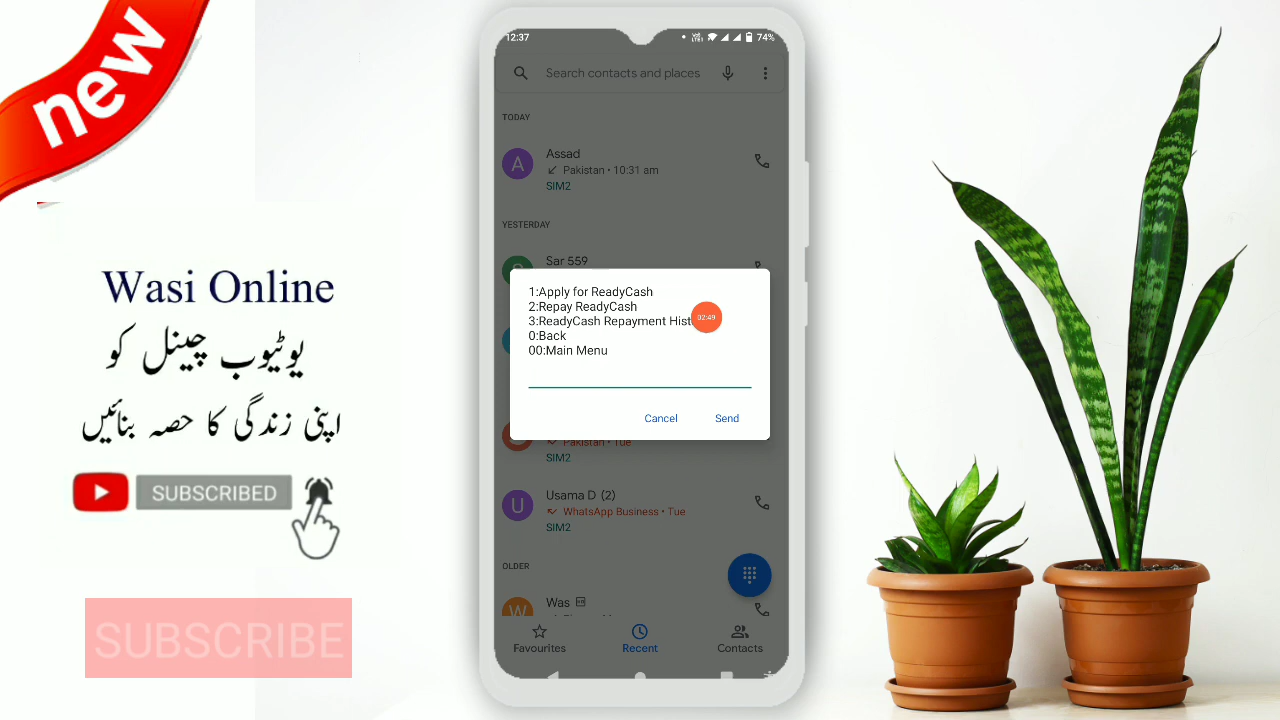 new
Wasi Online
یوٹیوب چینل کو
اپنی زندگی کا حصہ بنائیں
SUBSCRIBED
SUBSCRIBE
12:37
74%
Search contacts and places
TODAY
A
Assad
Pakistan • 10:31 am
SIM2
YESTERDAY
Sar 559
1:Apply for ReadyCash
2:Repay ReadyCash
3:ReadyCash Repayment Hist
02:49
0:Back
00:Main Menu
Cancel
Send
Pakistan • Tue
SIM2
U
Usama D (2)
WhatsApp Business • Tue
SIM2
OLDER
W
Was
Favourites
Recent
Contacts